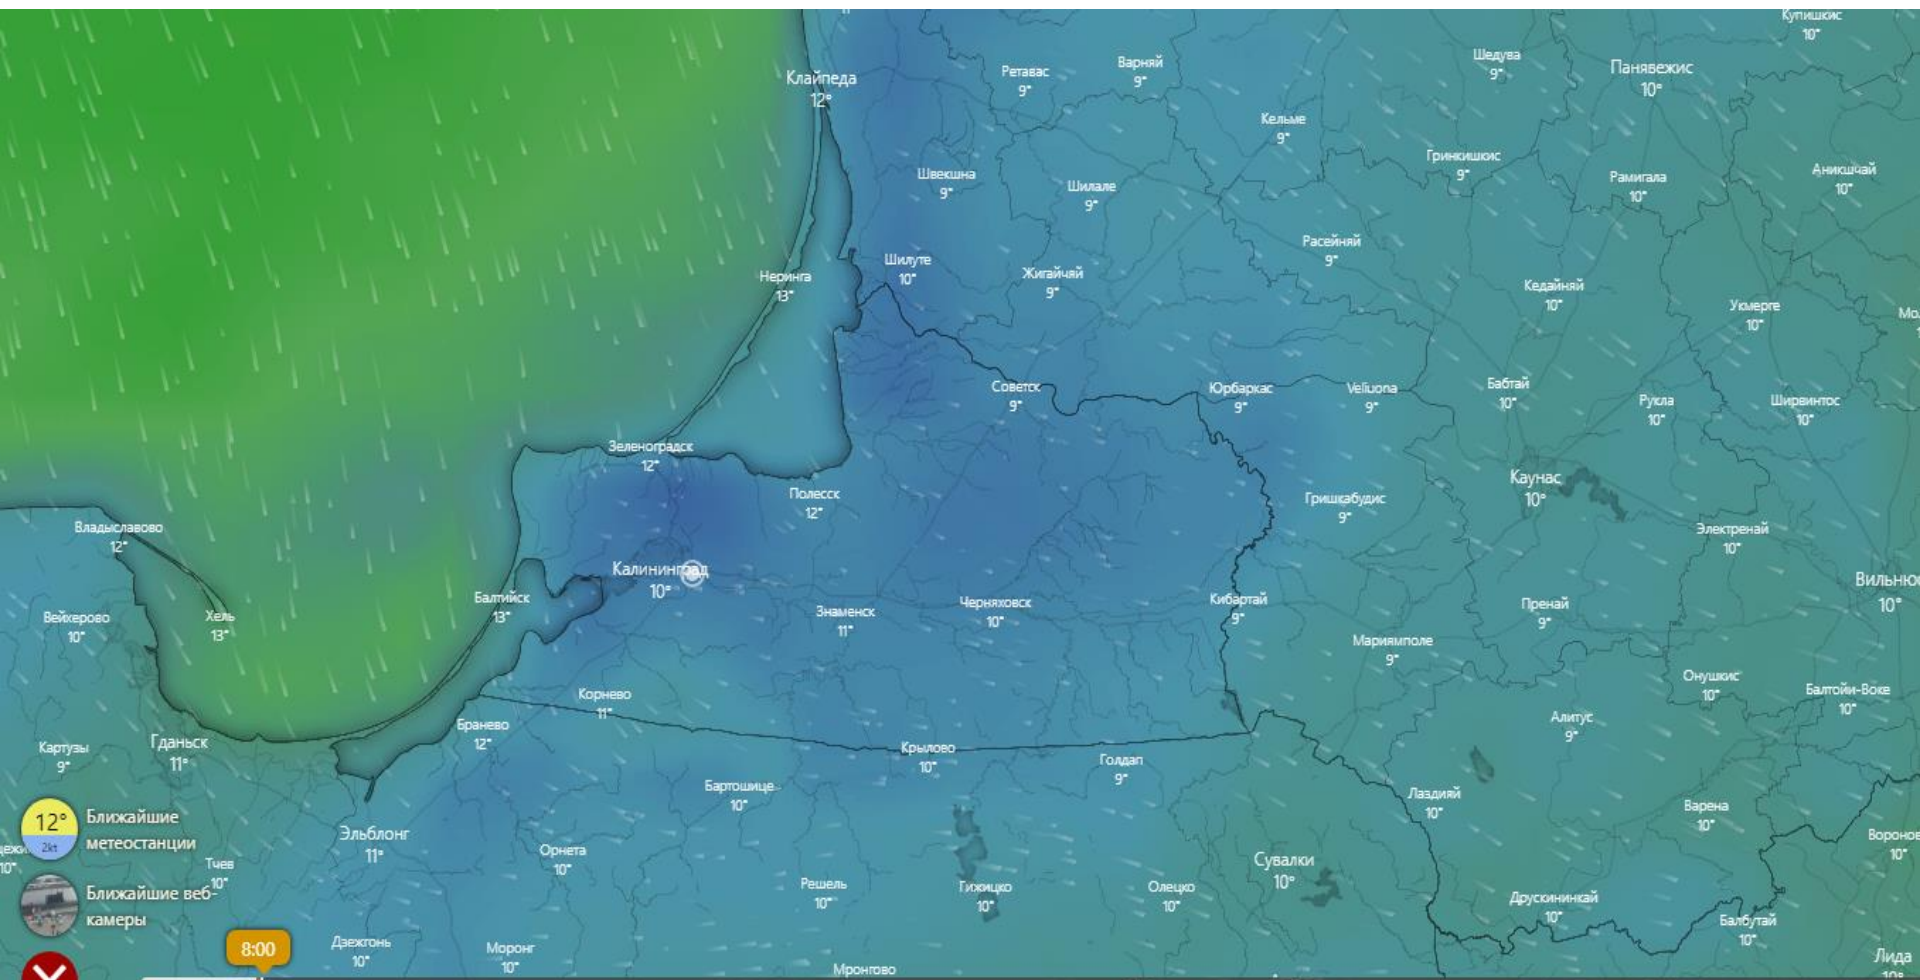 Купишкис
10°
Шедува
9°
Варняй
9°
Ретавас
9°
Панявежис
10°
Клайпеда
12°
Кельме
9°
Гринкишкис
9°
Аникшчай
10°
Швекшна
9°
Шилале
9°
Рамигала
10°
Расейняй
9°
Шилуте
10°
Жигайчяй
9°
Неринга
13°
Кедайняй
10°
Укмерге
10°
Мо
Советск
9°
Юрбаркас
9°
Veliuona
9°
Бабтай
10°
Рукла
10°
Ширвинтос
10°
Зеленоградск
12°
Полесск
12°
Каунас
10°
Гришкабудис
9°
Владыславово
12°
Электренай
10°
Калининград
10°
Вильнюс
10°
Балтийск
13°
Черняховск
10°
Кибартай
9°
Знаменск
11°
Пренай
9°
Вейхерово
10°
Хель
13°
Мариямполе
9°
Онушкис
10°
Балтойи-Воке
10°
Корнево
11°
Алитус
9°
Бранево
12°
Картузы
9°
Гданьск
11°
Крылово
10°
Голдап
9°
Бартошице
10°
Лаздияй
10°
Варена
10°
12°
2kt
Ближайшие
метеостанции
Эльблонг
11°
Воронов
10°
10°
Тчев
10°
Орнета
10°
Сувалки
10°
Решель
10°
Гижицко
10°
Олецко
10°
Друскининкай
10°
Ближайшие веб-
камеры
Балбутай
10°
8:00
Дзежгонь
10°
Моронг
10°
Лида
10°
Мронгово